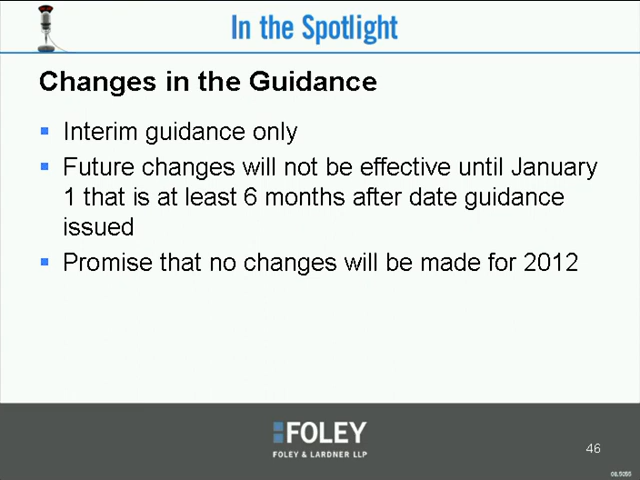 In the Spotlight
Changes in the Guidance
Interim guidance only
Future changes will not be effective until January
1 that is at least 6 months after date guidance
issued
Promise that no changes will be made for 2012
FOLEY
FOLEY & LARDNER LLP
46